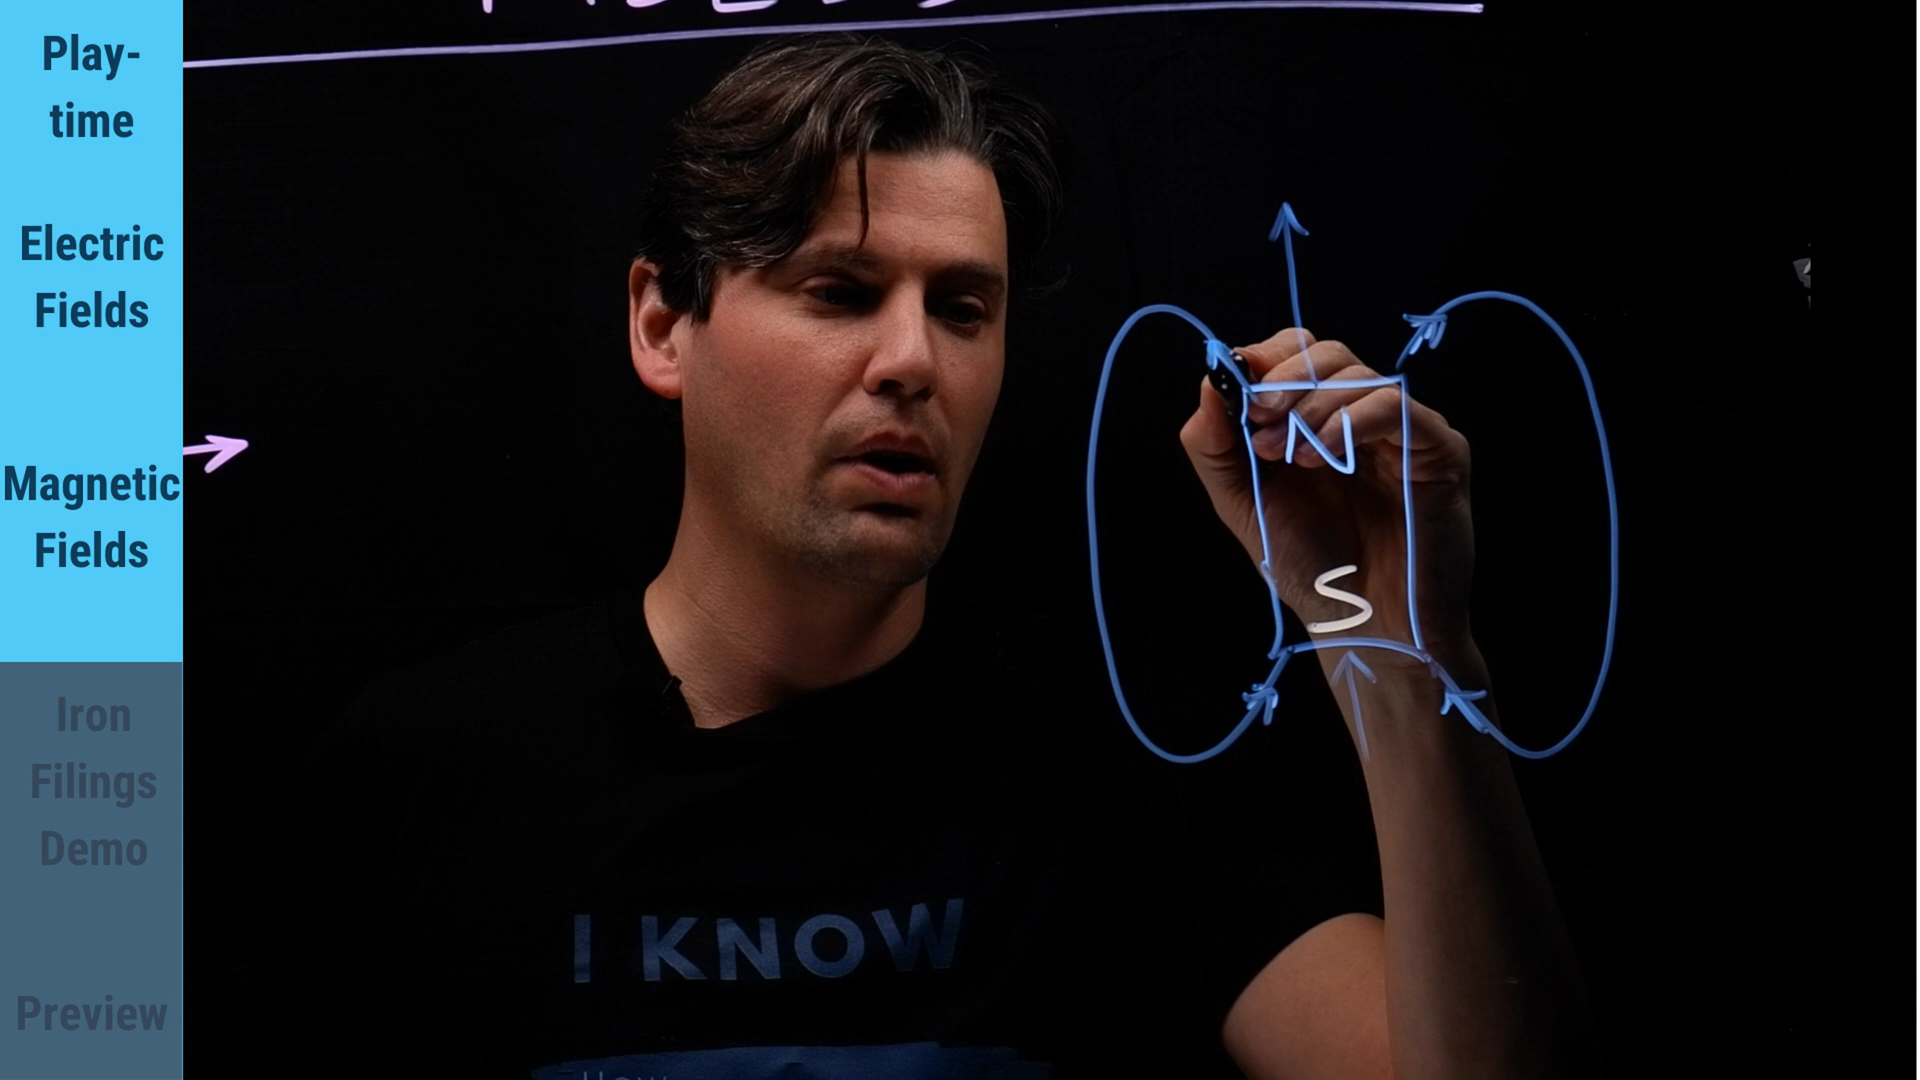 Play-
time
Electric
Fields
Magnetic
Fields
Iron
Filings
Demo
Preview
N
S
I KNOW